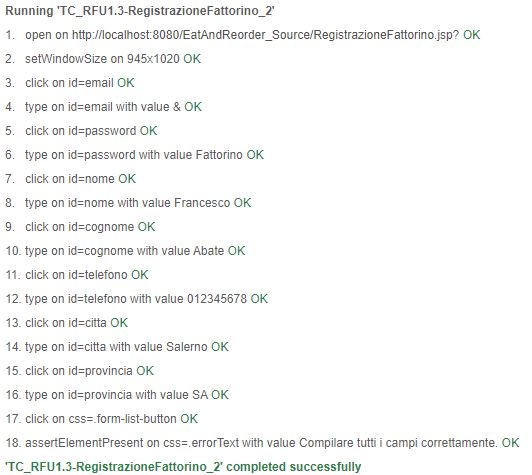 Running 'TC_RFU1.3-RegistrazioneFattorino_2'
1. open on http://localhost:8080/EatAndReorder_Source/RegistrazioneFattorino.jsp? OK
2. setWindowSize on 945x1020 OK
3. click on id=email OK
4. type on id=email with value & OK
5. click on id=password OK
6. type on id=password with value Fattorino OK
7. click on id=nome OK
8. type on id=nome with value Francesco OK
9. click on id=cognome OK
10. type on id=cognome with value Abate OK
11. click on id=telefono OK
12. type on id=telefono with value 012345678 OK
13. click on id=citta OK
14. type on id=citta with value Salerno OK
15. click on id=provincia OK
16. type on id=provincia with value SA OK
17. click on css=.form-list-button OK
18. assertElementPresent on css=.errorText with value Compilare tutti i campi correttamente. OK
'TC_RFU1.3-RegistrazioneFattorino_2' completed successfully